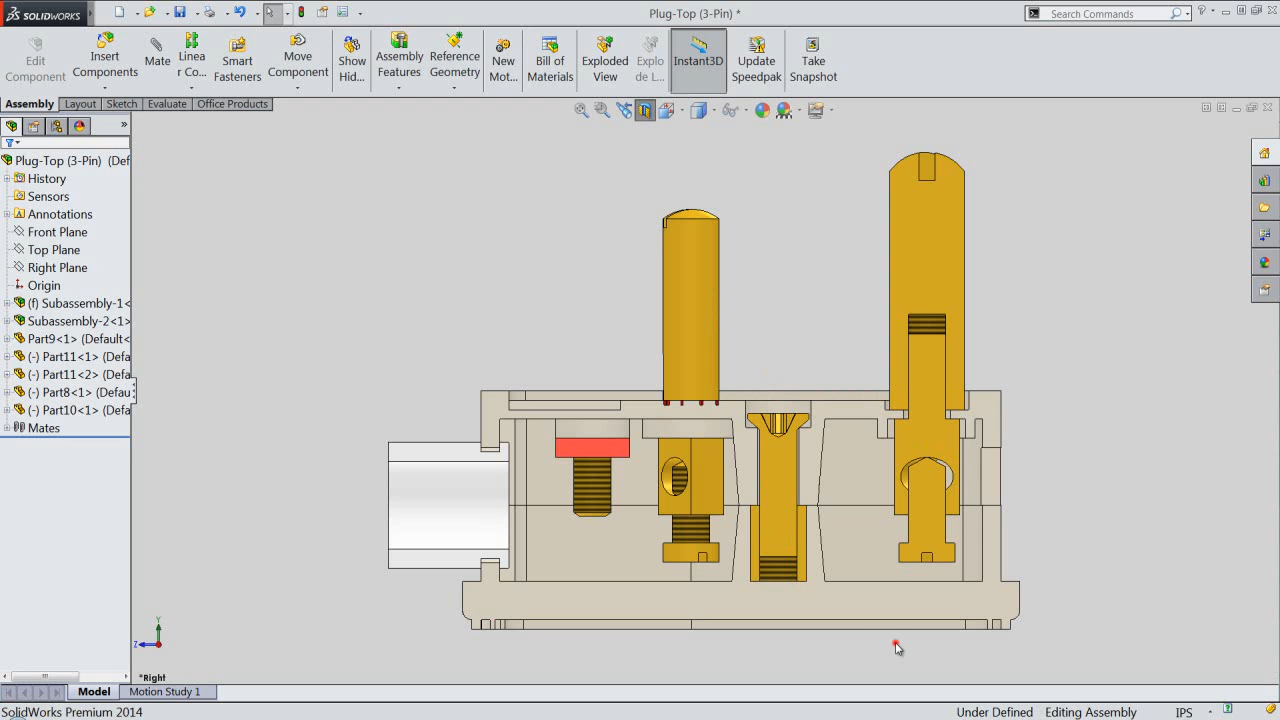 SOLIDWORKS
Plug-Top (3-Pin) *
Search Commands
Edit Component
Insert Components
Mate
Linea r Co...
Smart Fasteners
Move Component
Show Hid...
Assembly Features
Reference Geometry
New Mot...
Bill of Materials
Exploded View
Explo de L...
Instant3D
Update Speedpak
Take Snapshot
Assembly
Layout
Sketch
Evaluate
Office Products
Plug-Top (3-Pin) (Def
History
Sensors
Annotations
Front Plane
Top Plane
Right Plane
Origin
(f) Subassembly-1<
Subassembly-2<1>
Part9<1> (Default<
(-) Part11<1> (Defa
(-) Part11<2> (Defa
(-) Part8<1> (Defau
(-) Part10<1> (Defa
Mates
Y
Z
*Right
Model
Motion Study 1
SolidWorks Premium 2014
Under Defined
Editing Assembly
IPS